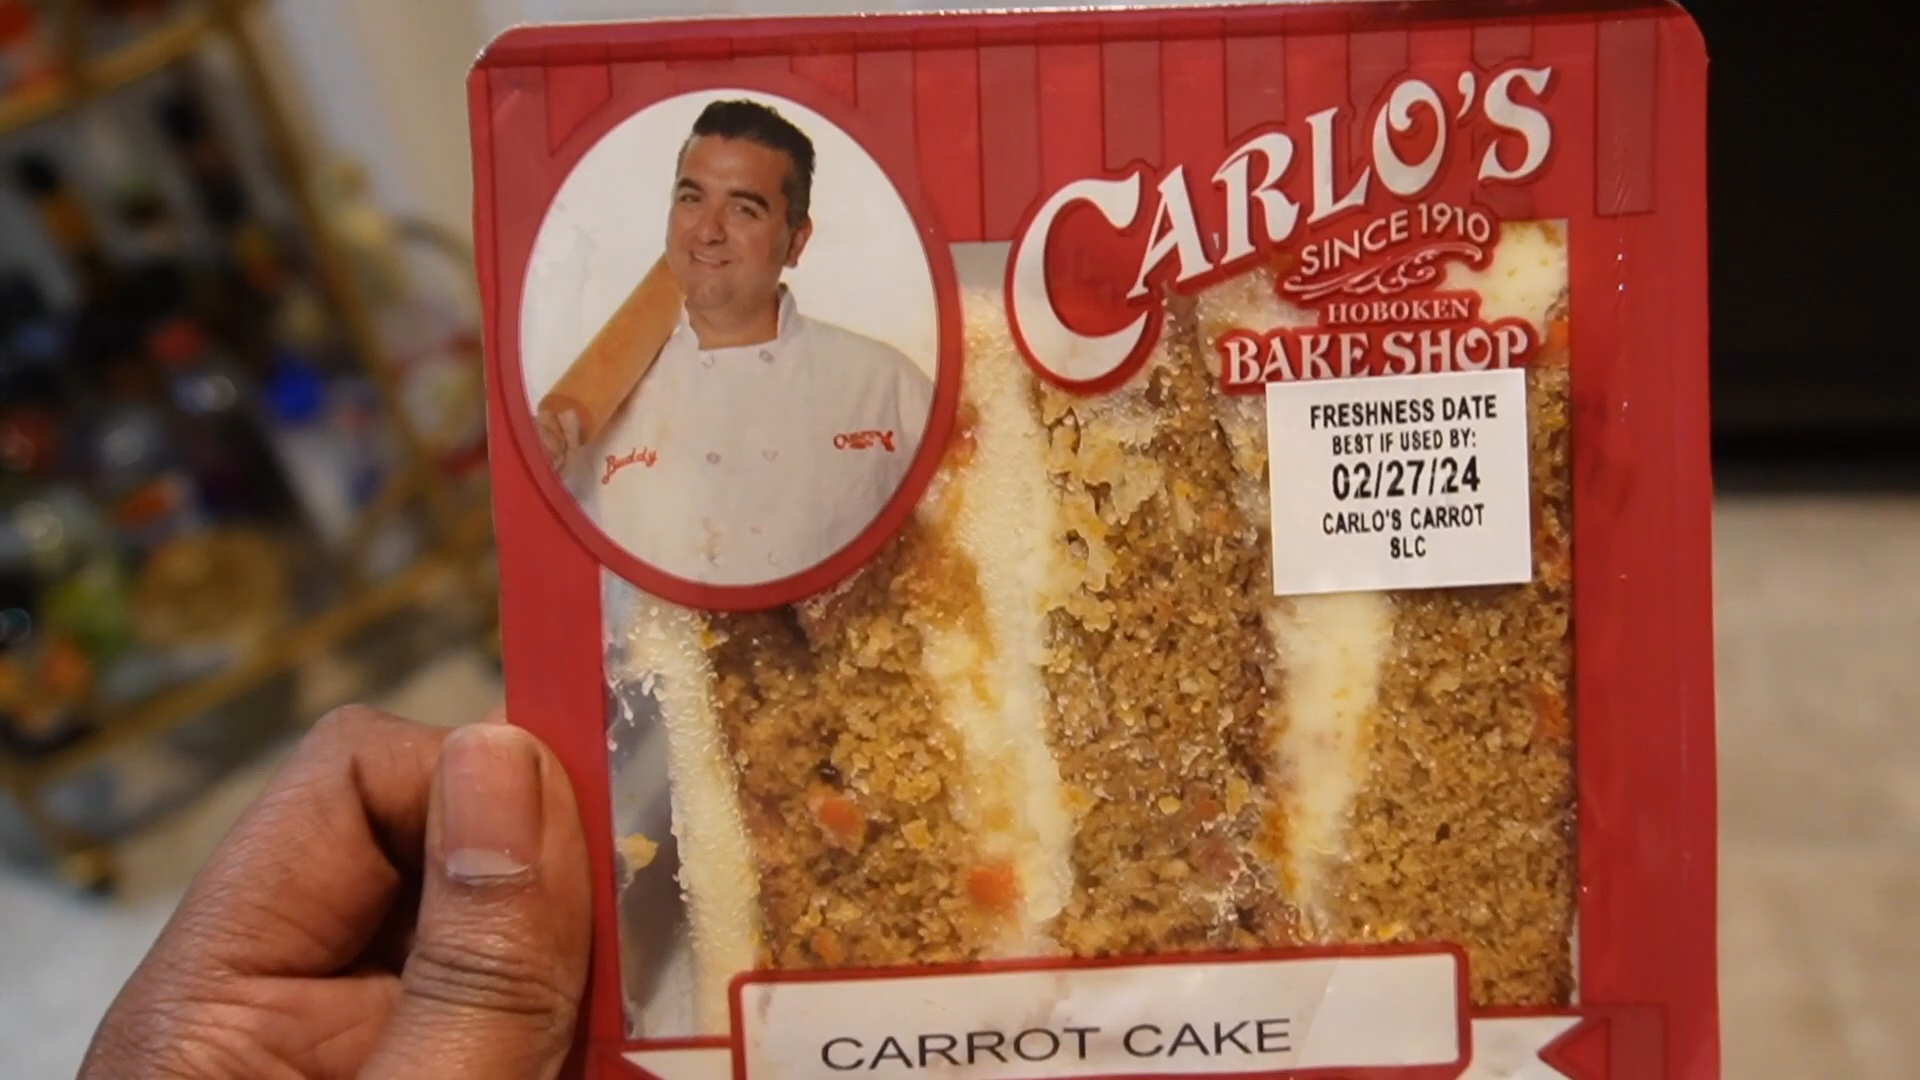 CARLO'S
SINCE 1910
HOBOKEN
BAKE SHOP
Buddy
FRESHNESS DATE
BEST IF USED BY:
02/27/24
CARLO'S CARROT
SLC
CARROT CAKE